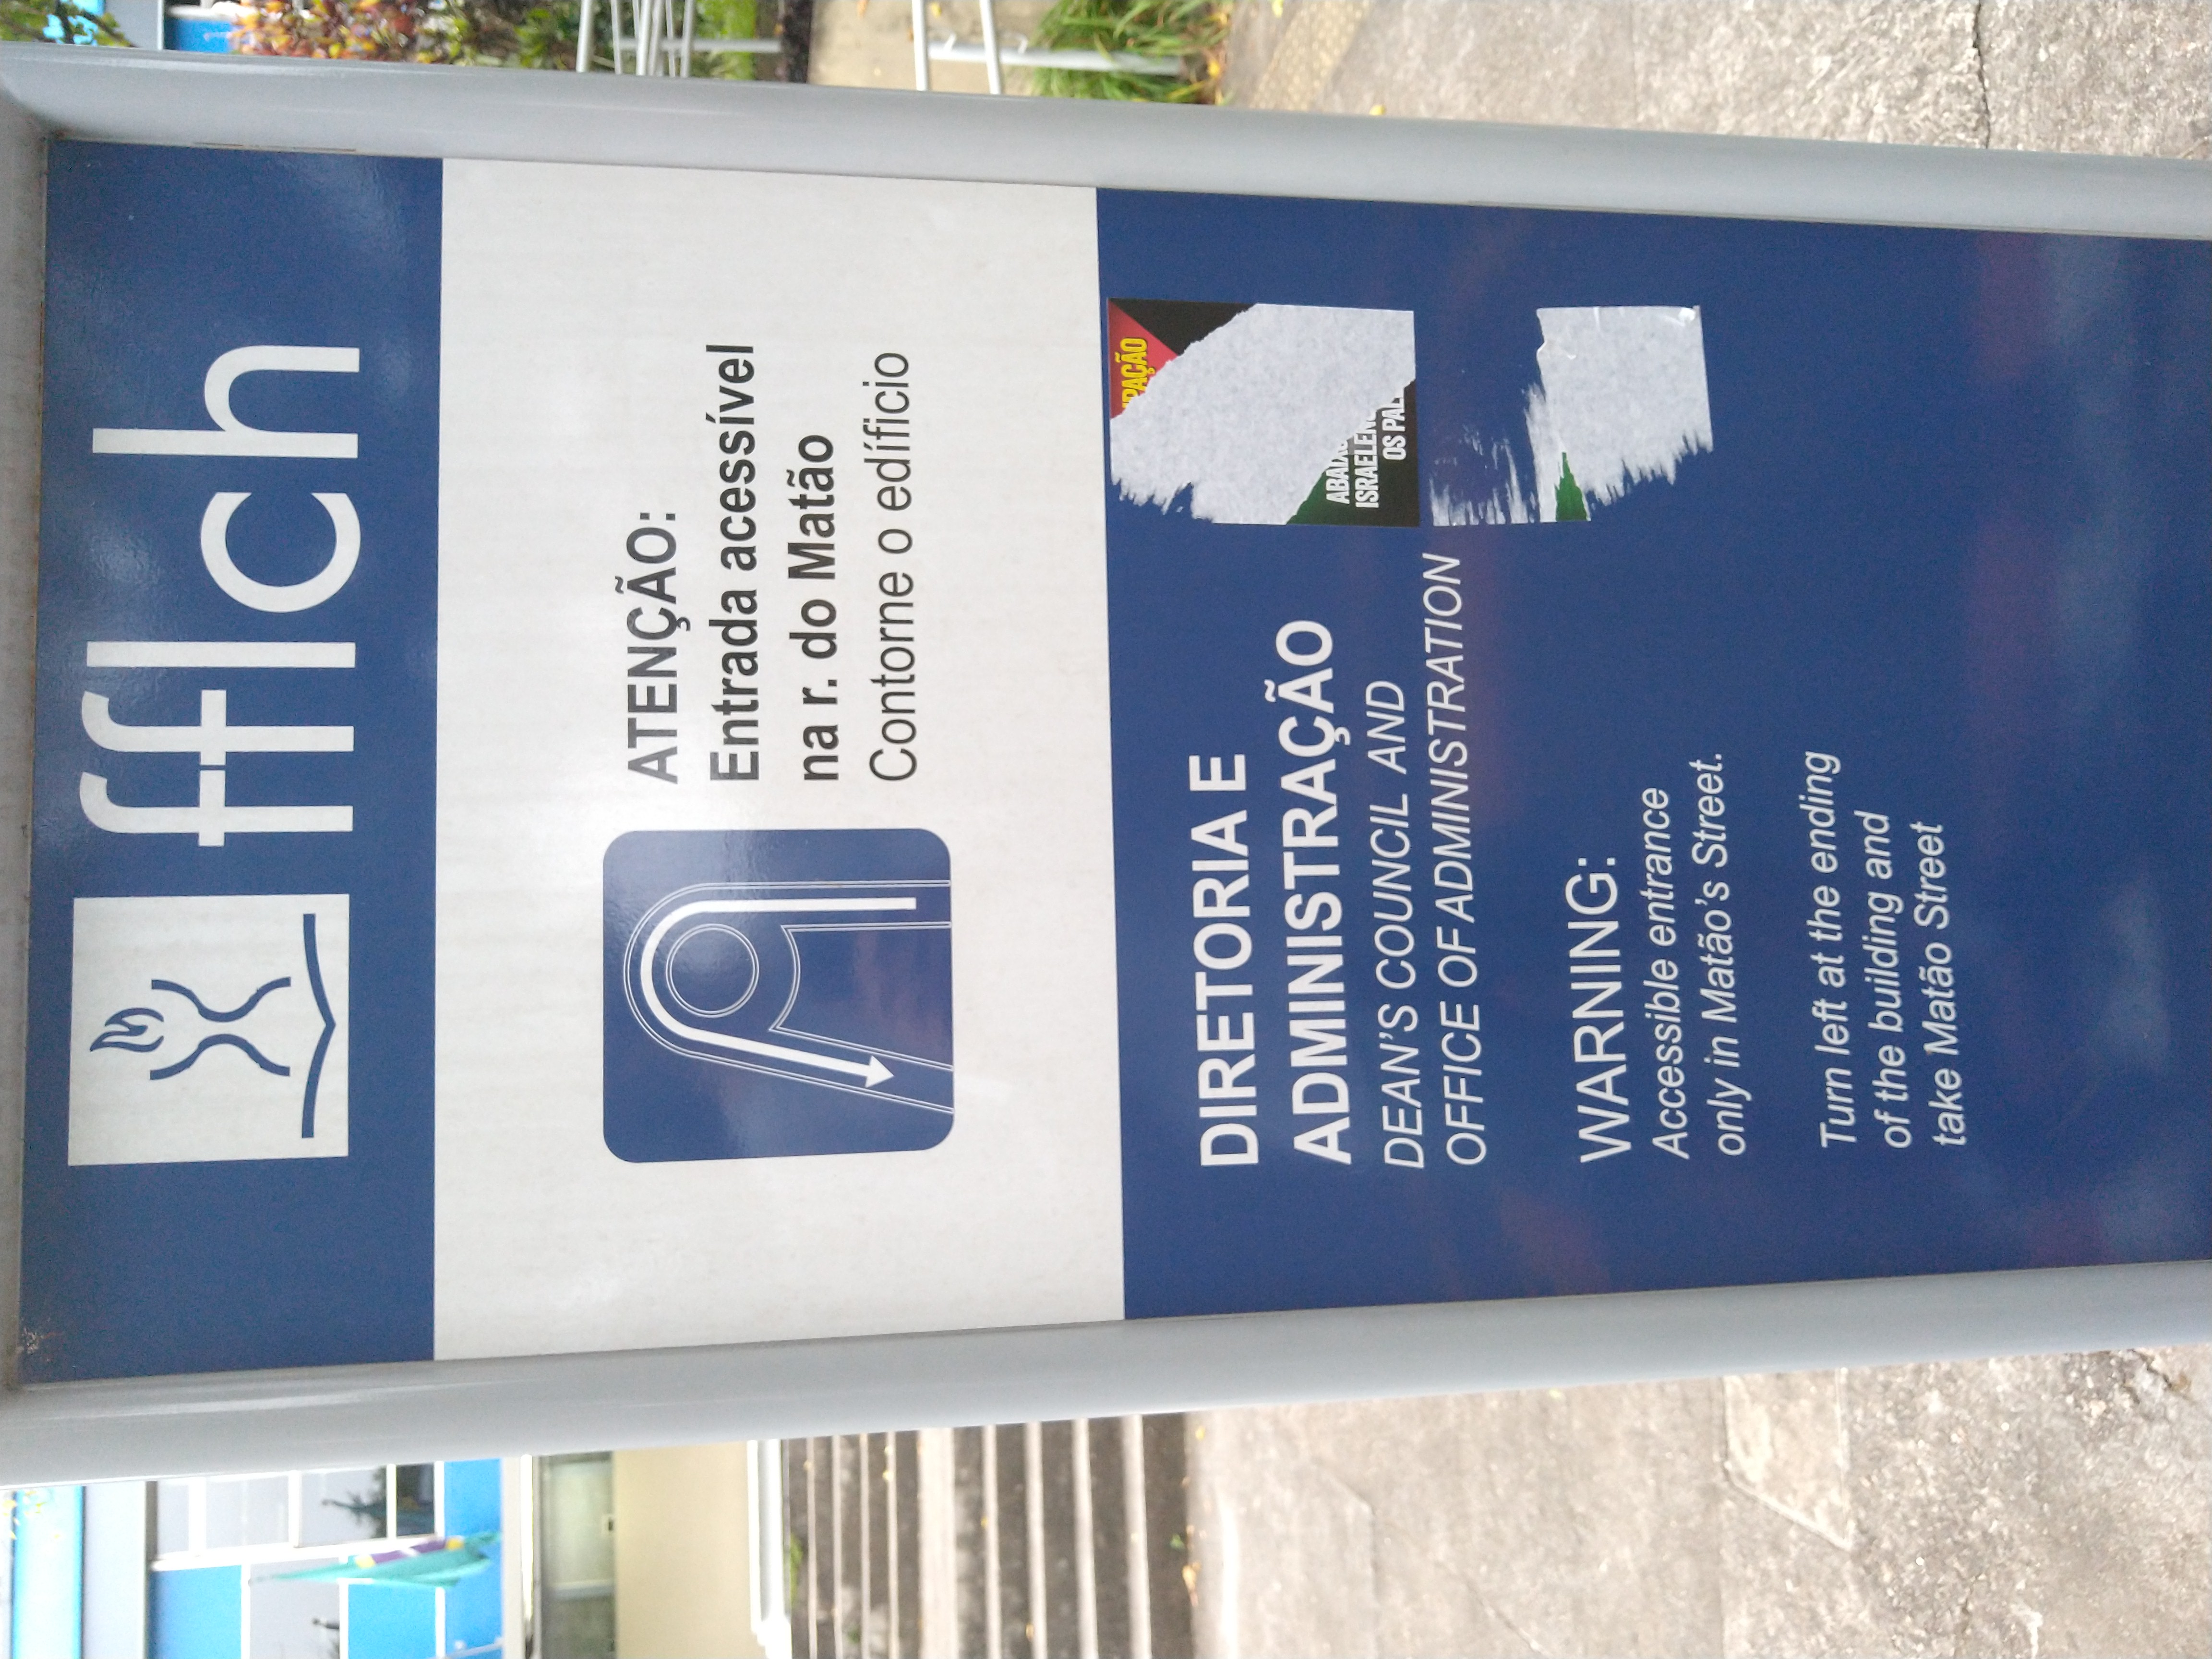 fflch
ATENÇÃO:
Entrada acessível
na r. do Matão
Contorne o edíficio
DIRETORIA E
ADMINISTRAÇÃO
DEAN'S COUNCIL AND
OFFICE OF ADMINISTRATION
WARNING:
Accessible entrance
only in Matão's Street.
Turn left at the ending
of the building and
take Matão Street
OS